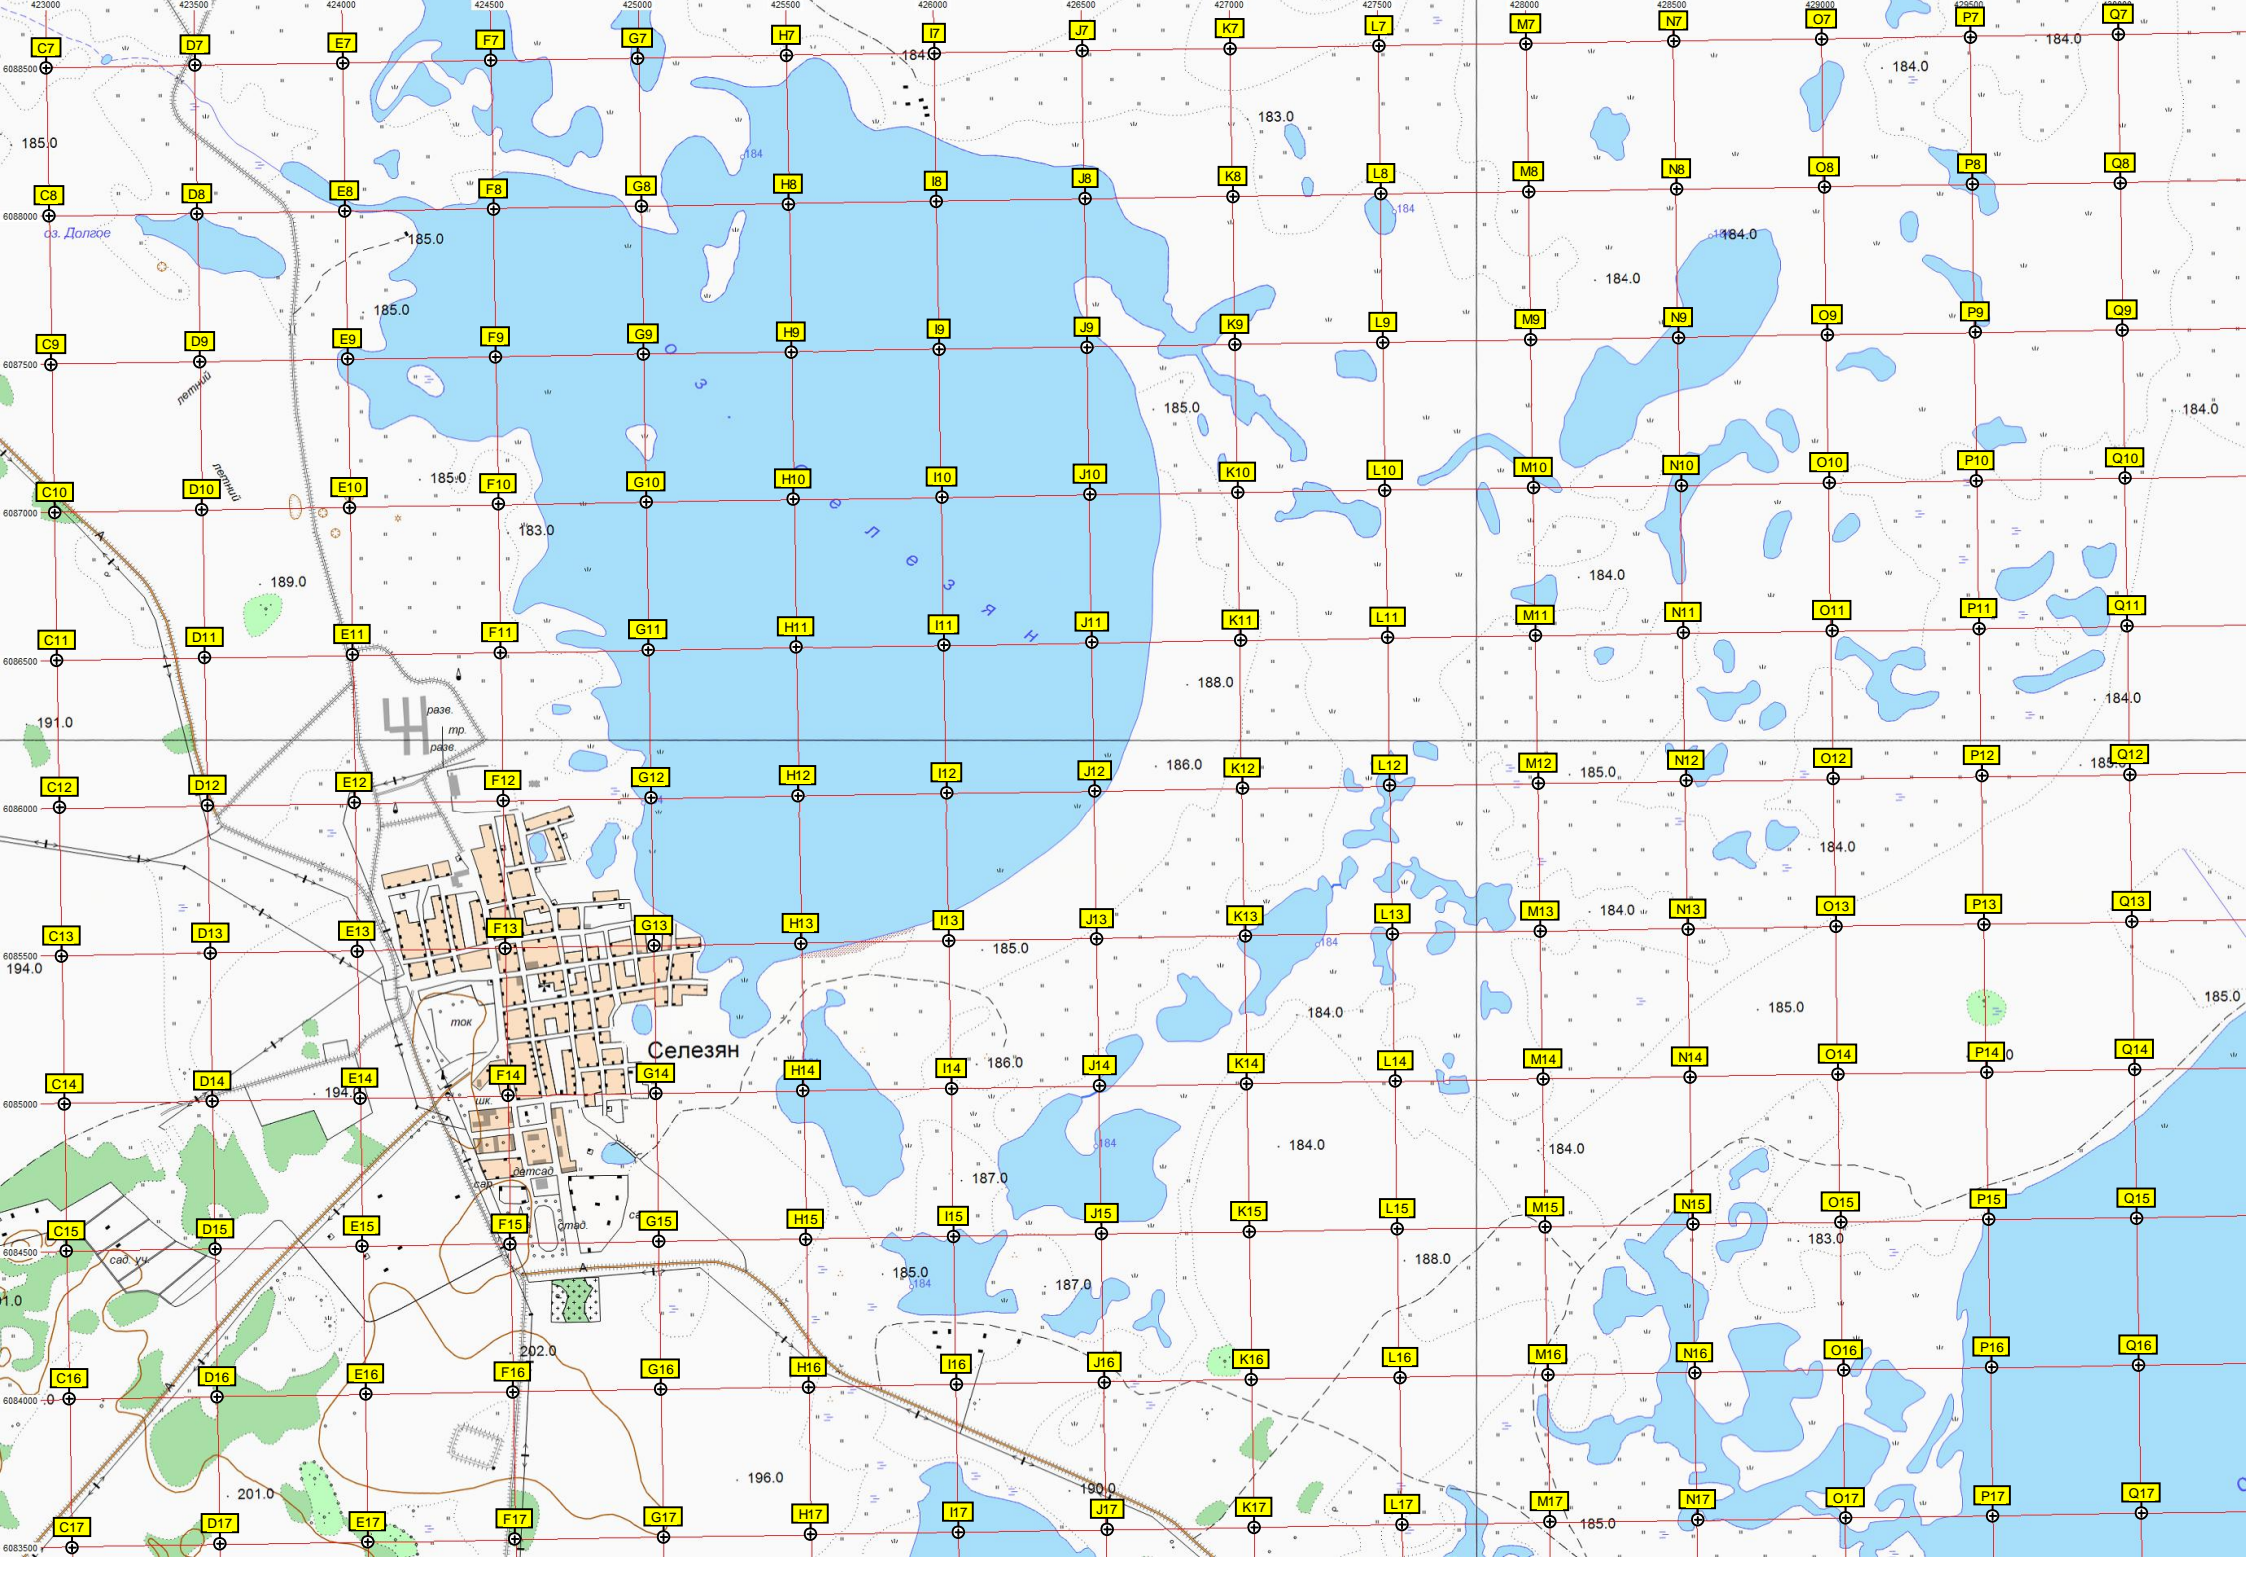 423000 423500 424000 424500 425000 425500 426000 426500 427000 427500 428000 428500 429000 429500
C7 D7 E7 F7 G7 H7 I7 J7 K7 L7 M7 N7 O7 P7 Q7
6088500
184.0 184.0
184.0
183.0
185.0
184
C8 D8 E8 F8 G8 H8 I8 J8 K8 L8 M8 N8 O8 P8 Q8
6088000
184
оз. Долгое
185.0
184.0
184.0
185.0
C9 D9 E9 F9 G9 H9 I9 J9 K9 L9 M9 N9 O9 P9 Q9
6087500
летний
185.0
184.0
оз. Селезян
летний
185.0
C10 D10 E10 F10 G10 H10 I10 J10 K10 L10 M10 N10 O10 P10 Q10
6087000
А
183.0
189.0
184.0
C11 D11 E11 F11 G11 H11 I11 J11 K11 L11 M11 N11 O11 P11 Q11
6086500
188.0
184.0
191.0
разв.
тр.
разв.
186.0
185.0
185.0
C12 D12 E12 F12 G12 H12 I12 J12 K12 L12 M12 N12 O12 P12 Q12
6086000
184.0
184.0
C13 D13 E13 F13 G13 H13 I13 J13 K13 L13 M13 N13 O13 P13 Q13
6085500
194.0
185.0
184
185.0
185.0
184.0
ток
Селезян
186.0
C14 D14 E14 F14 G14 H14 I14 J14 K14 L14 M14 N14 O14 P14 Q14
6085000
194.0
шк.
184
184.0
184.0
детсад
сар.
187.0
C15 D15 E15 F15 G15 H15 I15 J15 K15 L15 M15 N15 O15 P15 Q15
6084500
стад.
183.0
сад. уч.
188.0
А
185.0
184
187.0
202.0
C16 D16 E16 F16 G16 H16 I16 J16 K16 L16 M16 N16 O16 P16 Q16
6084000
А
196.0
190.0
201.0
C17 D17 E17 F17 G17 H17 I17 J17 K17 L17 M17 N17 O17 P17 Q17
6083500
185.0